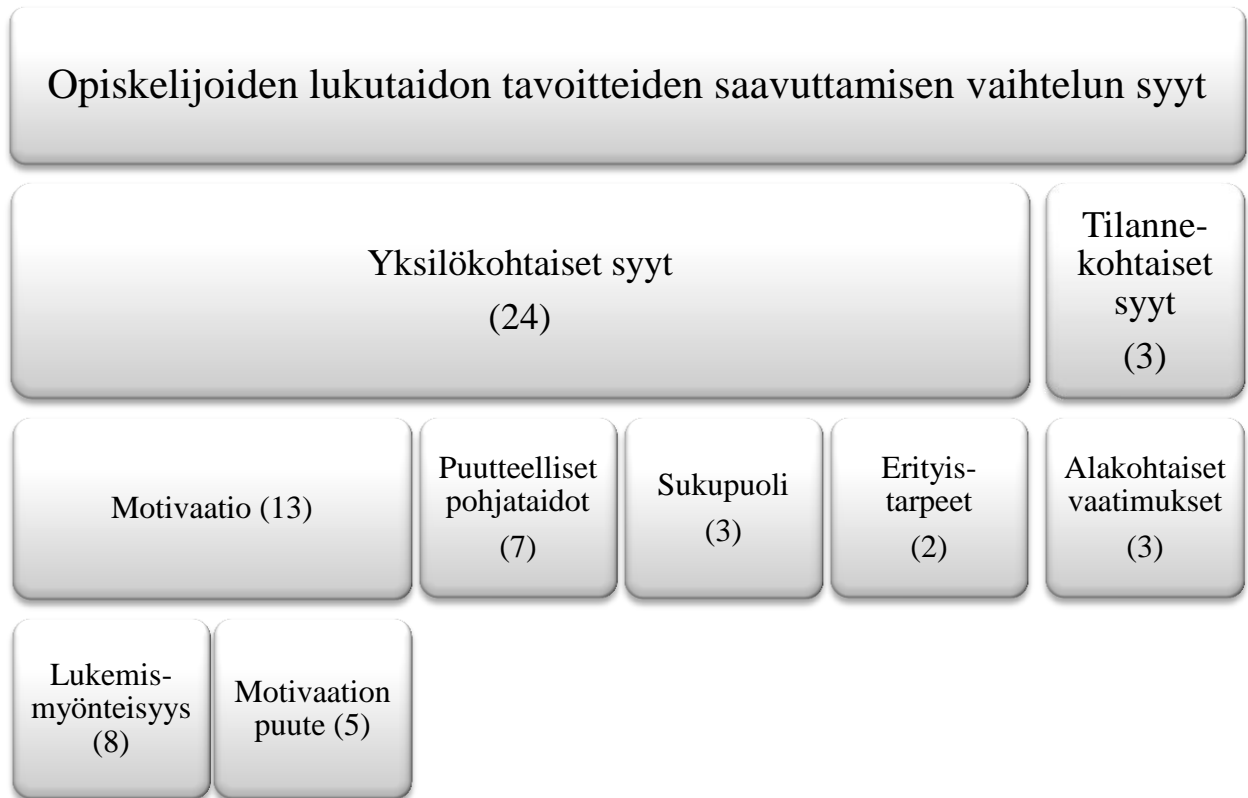 Opiskelijoiden lukutaidon tavoitteiden saavuttamisen vaihtelun syyt
Yksilökohtaiset syyt
(24)
Tilanne-
kohtaiset
syyt
(3)
Motivaatio (13)
Puutteelliset
pohjataidot
(7)
Sukupuoli
(3)
Erityis-
tarpeet
(2)
Alakohtaiset
vaatimukset
(3)
Lukemis-
myönteisyys
(8)
Motivaation
puute (5)